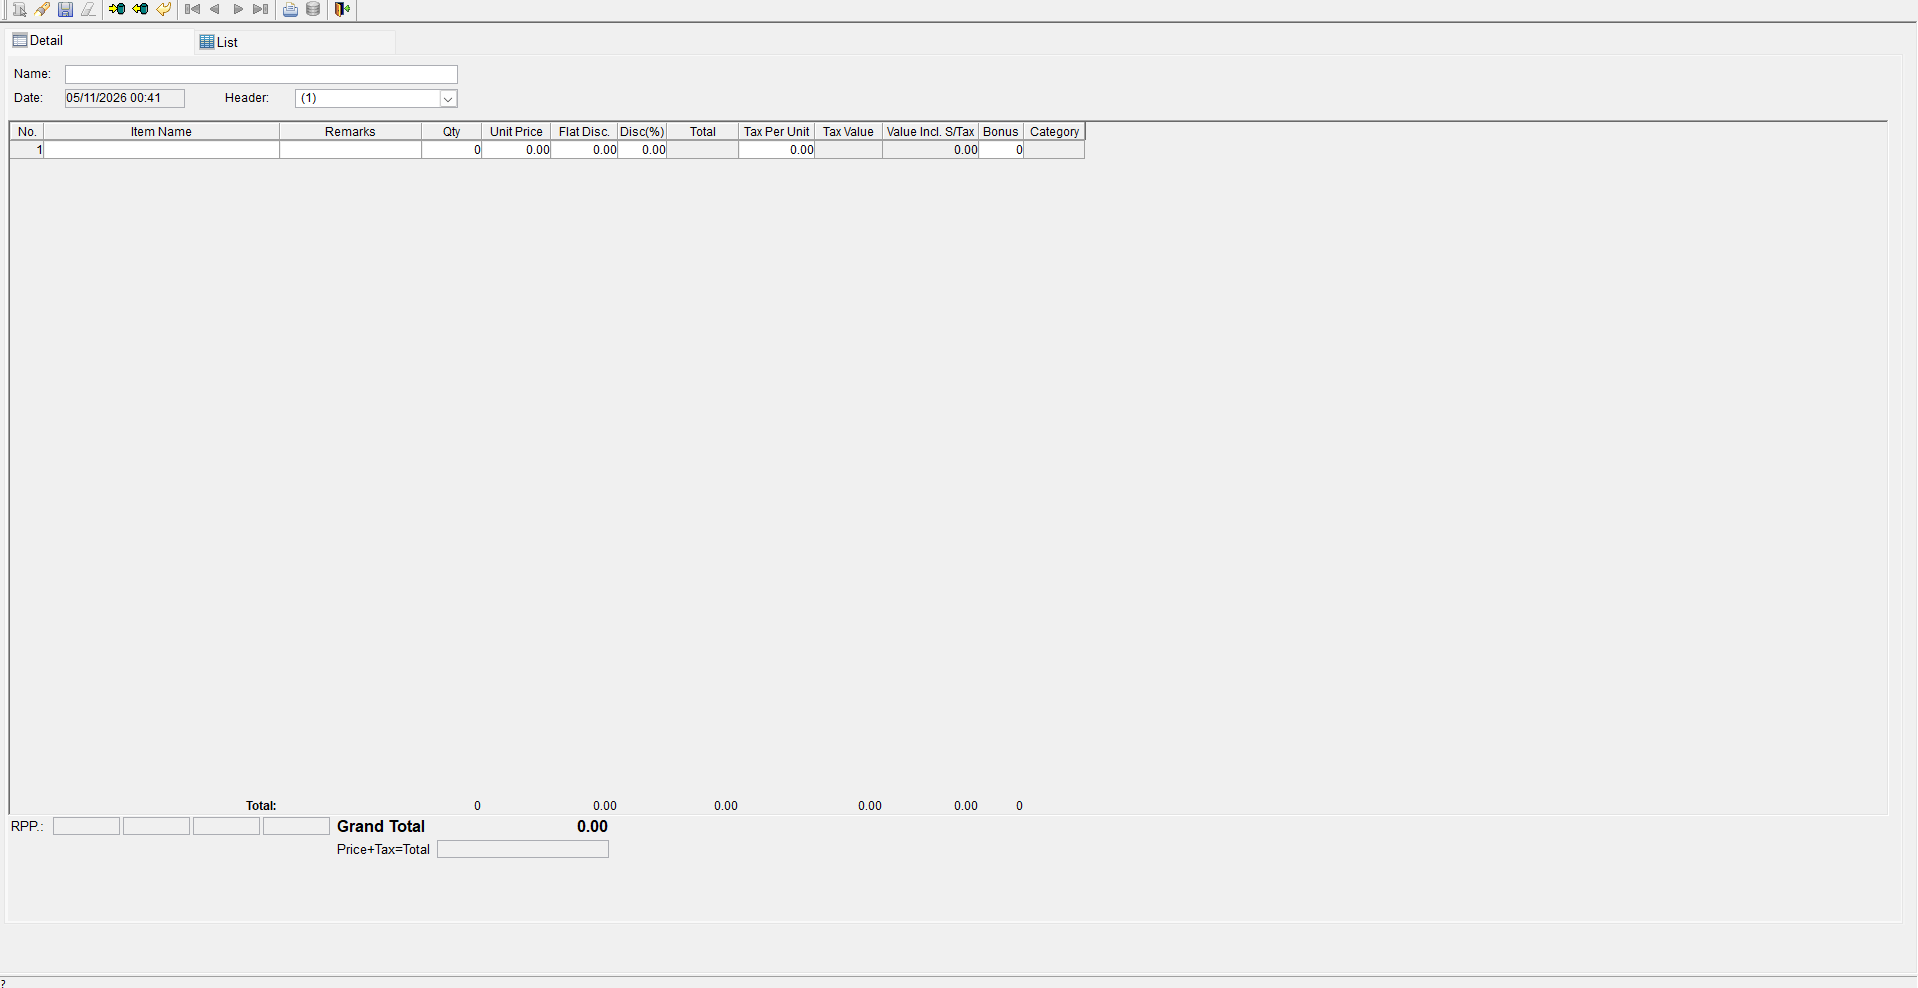 Detail List
Name:
Date: 05/11/2026 00:41 Header: (1)
No. Item Name Remarks Qty Unit Price Flat Disc. Disc(%) Total Tax Per Unit Tax Value Value Incl. S/Tax Bonus Category
1 0 0.00 0.00 0.00 0.00 0.00 0
Total: 0 0.00 0.00 0.00 0.00 0
RPP.: Grand Total 0.00
Price+Tax=Total
?